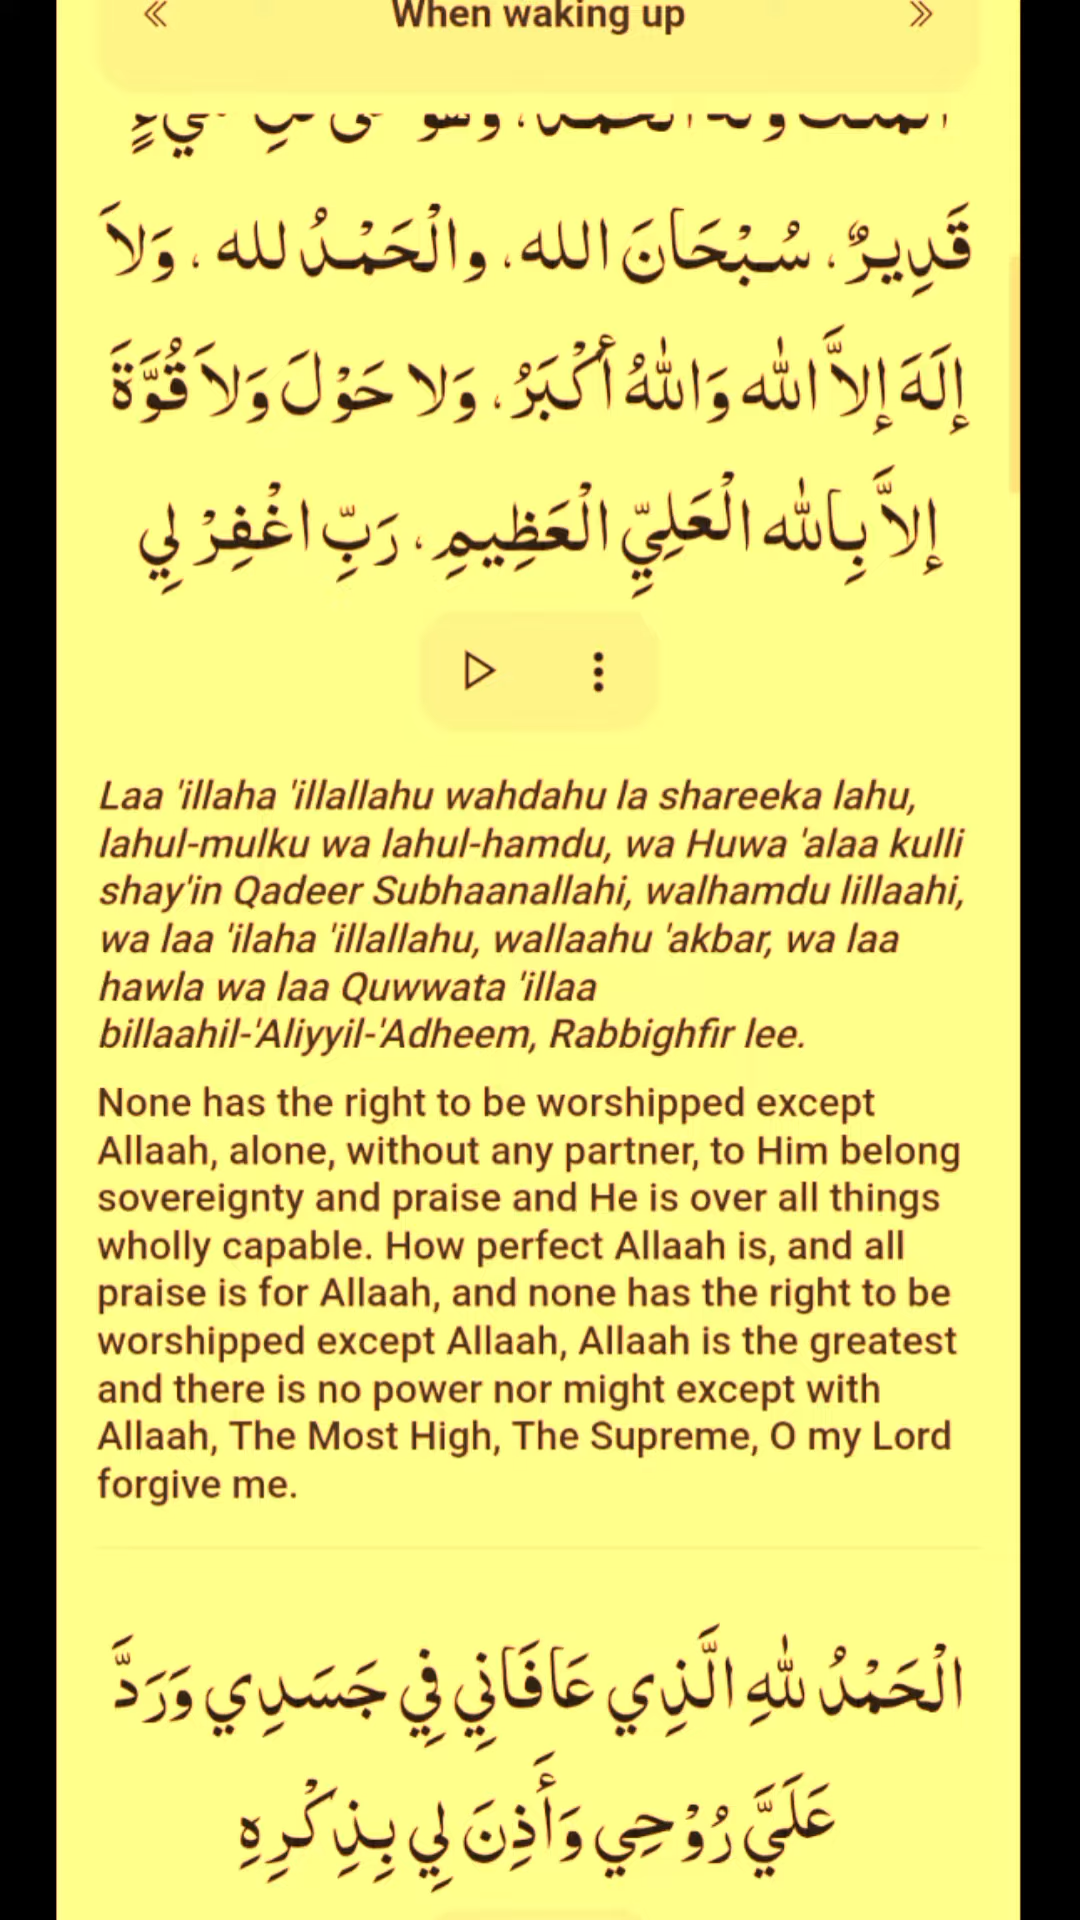 When waking up
قَدِيرٌ، سُبْحَانَ الله، والْحَمْدُ لله، وَلاَ
إِلَهَ إِلاَّ الله وَاللهُ أَكْبَرُ، وَلا حَوْلَ وَلاَ قُوَّةَ
إِلاَّ بِالله الْعَلِيِّ الْعَظِيمِ، رَبِّ اغْفِرْ لِي
Laa 'illaha 'illallahu wahdahu la shareeka lahu,
lahul-mulku wa lahul-hamdu, wa Huwa 'alaa kulli
shay'in Qadeer Subhaanallahi, walhamdu lillaahi,
wa laa 'ilaha 'illallahu, wallaahu 'akbar, wa laa
hawla wa laa Quwwata 'illaa
billaahil-'Aliyyil-'Adheem, Rabbighfir lee.
None has the right to be worshipped except
Allaah, alone, without any partner, to Him belong
sovereignty and praise and He is over all things
wholly capable. How perfect Allaah is, and all
praise is for Allaah, and none has the right to be
worshipped except Allaah, Allaah is the greatest
and there is no power nor might except with
Allaah, The Most High, The Supreme, O my Lord
forgive me.
الْحَمْدُ للهِ الَّذِي عَافَانِي فِي جَسَدِي وَرَدَّ
عَلَيَّ رُوْحِي وَأَذِنَ لِي بِذِكْرِهِ